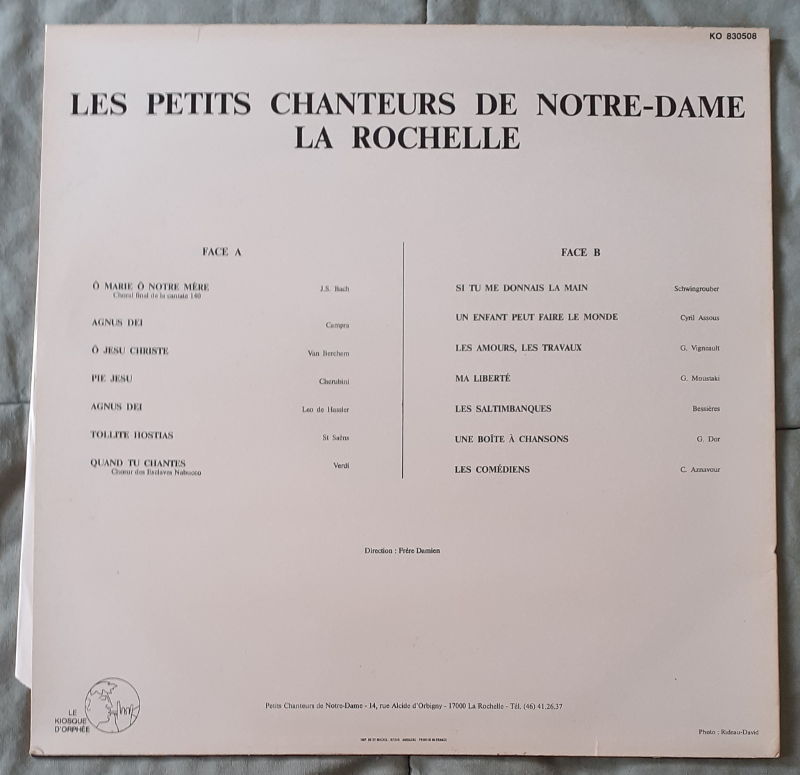 KO 830508
LES PETITS CHANTEURS DE NOTRE-DAME
LA ROCHELLE
FACE A
Ô MARIE Ô NOTRE MÈRE J.S. Bach
Choral final de la cantate 140
AGNUS DEI Campra
Ô JESU CHRISTE Van Berchem
PIE JESU Cherubini
AGNUS DEI Leo de Hassler
TOLLITE HOSTIAS St Saëns
QUAND TU CHANTES Verdi
Chœur des Esclaves Nabucco
FACE B
SI TU ME DONNAIS LA MAIN Schwingrouber
UN ENFANT PEUT FAIRE LE MONDE Cyril Assous
LES AMOURS, LES TRAVAUX G. Vigneault
MA LIBERTÉ G. Moustaki
LES SALTIMBANQUES Bessières
UNE BOÎTE À CHANSONS G. Dor
LES COMÉDIENS C. Aznavour
Direction : Frère Damien
LE
KIOSQUE
D'ORPHÉE
Petits Chanteurs de Notre-Dame - 14, rue Alcide d'Orbigny - 17000 La Rochelle - Tél. (46) 41.26.37
Photo : Rideau-David